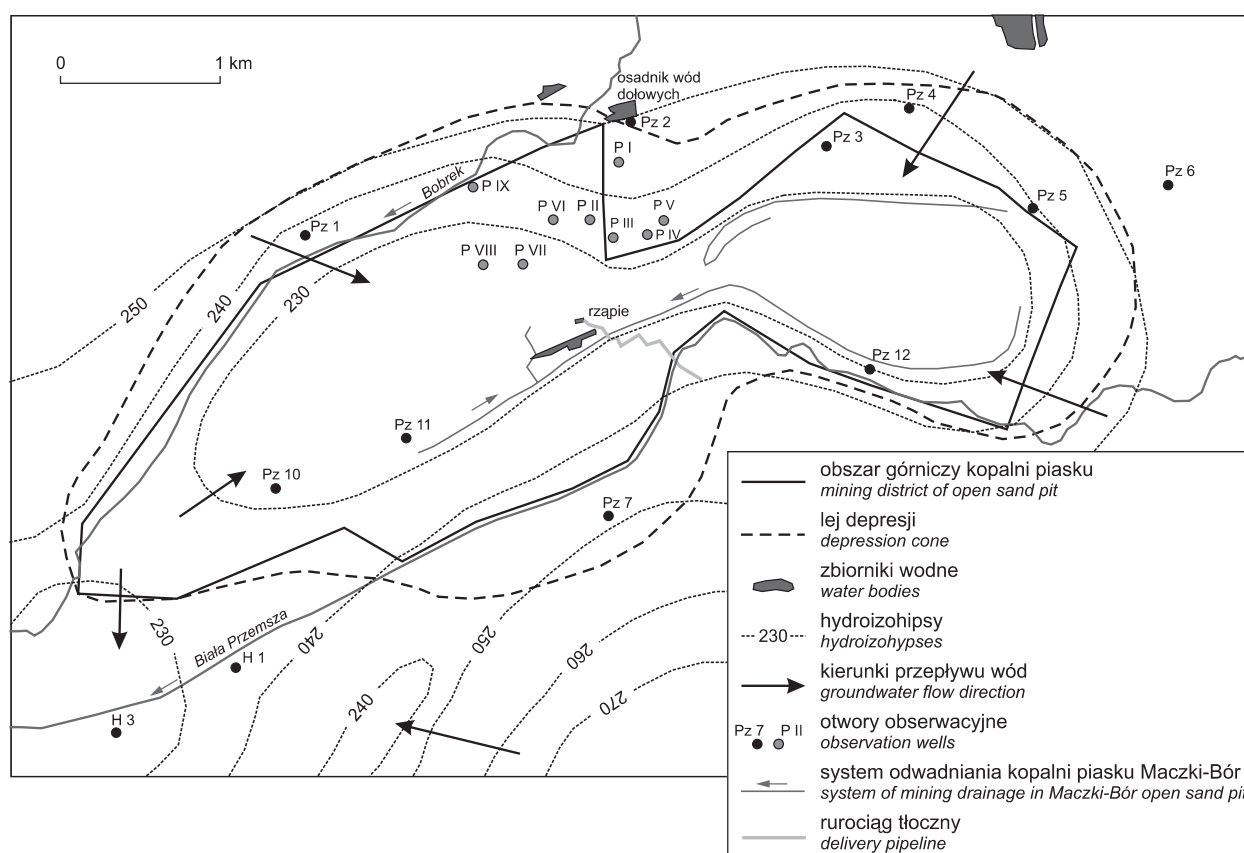 0 1 km
osadnik wód
dołowych
Pz 2
Pz 4
Pz 3
P I
Pz 6
Bobrek
P IX
Pz 5
P VI P II P V
Pz 1
P III P IV
P VIII P VII
250
240
230
rząpie
Pz 12
Pz 11
Pz 10
Pz 7
230
Biała Przemsza
H 1
240
250
260
240
270
H 3
obszar górniczy kopalni piasku
mining district of open sand pit
lej depresji
depression cone
zbiorniki wodne
water bodies
230
hydroizohipsy
hydroizohypses
kierunki przepływu wód
groundwater flow direction
Pz 7 P II
otwory obserwacyjne
observation wells
system odwadniania kopalni piasku Maczki-Bór
system of mining drainage in Maczki-Bór open sand pit
rurociąg tłoczny
delivery pipeline